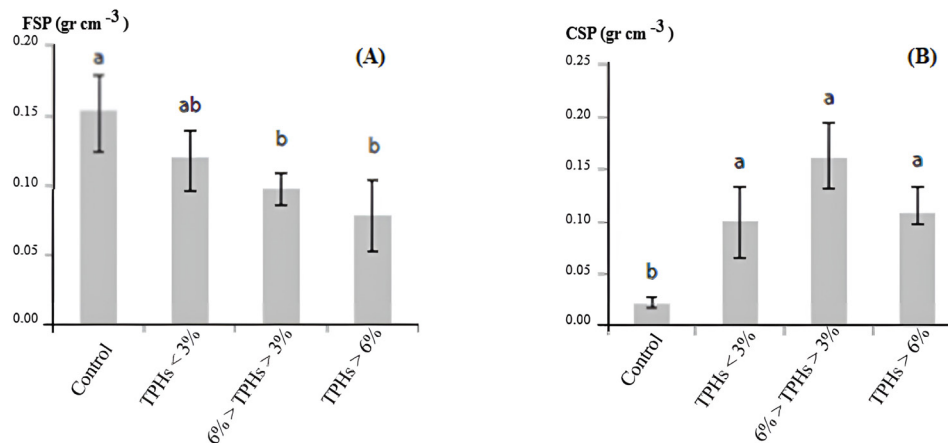 FSP (gr cm -3)
(A)
0.20
0.15
0.10
0.05
0.00
a
ab
b
b
Control
TPHs < 3%
6% > TPHs > 3%
TPHs > 6%
CSP (gr cm -3)
(B)
0.25
0.20
0.15
0.10
0.05
0.00
b
a
a
a
Control
TPHs < 3%
6% > TPHs > 3%
TPHs > 6%